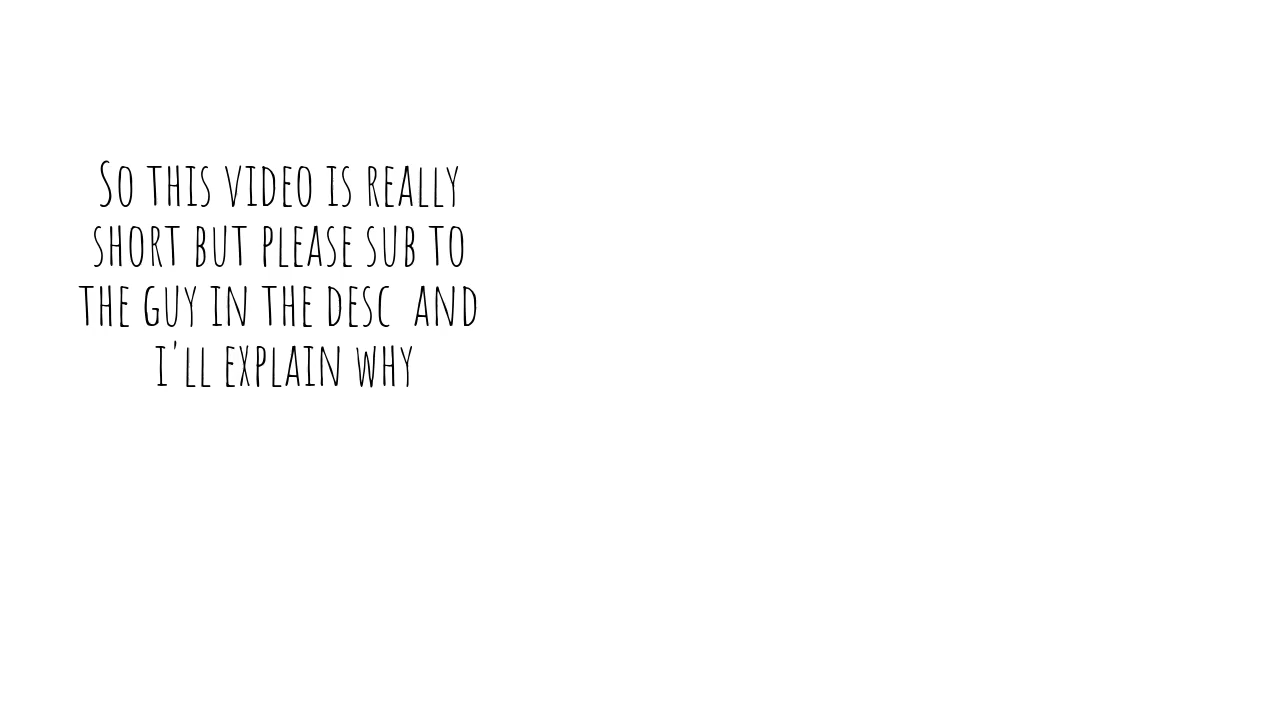 So this video is really
short but please sub to
the guy in the desc  and
i'll explain why